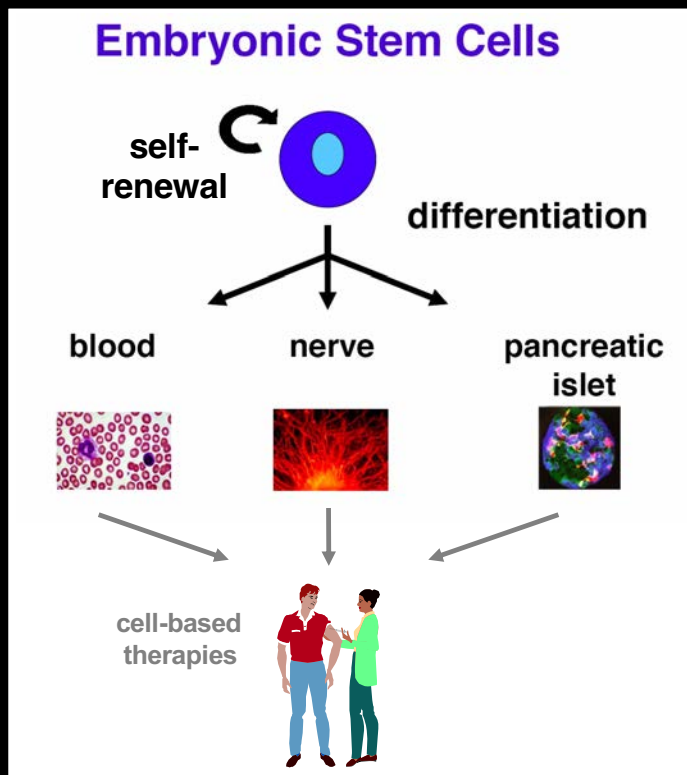 Embryonic Stem Cells
self-
renewal
differentiation
blood
nerve
pancreatic
islet
cell-based
therapies